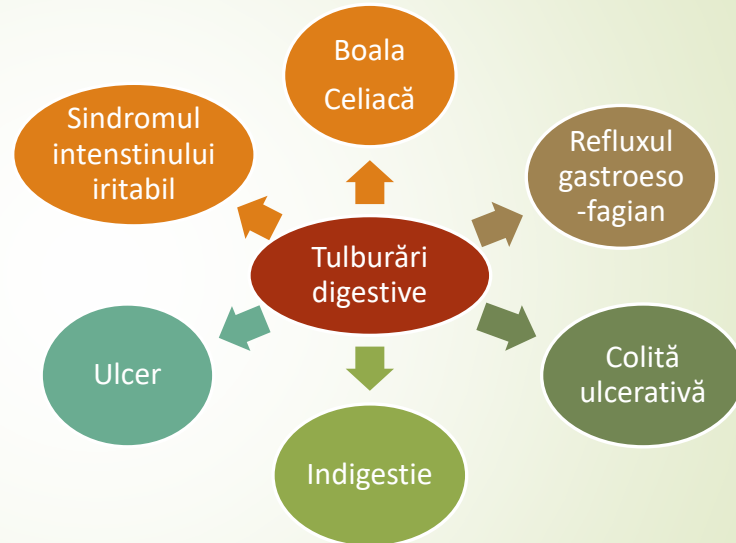 Boala
Celiacă
Sindromul
intenstinului
iritabil
Refluxul
gastroeso
-fagian
Tulburări
digestive
Ulcer
Colită
ulcerativă
Indigestie